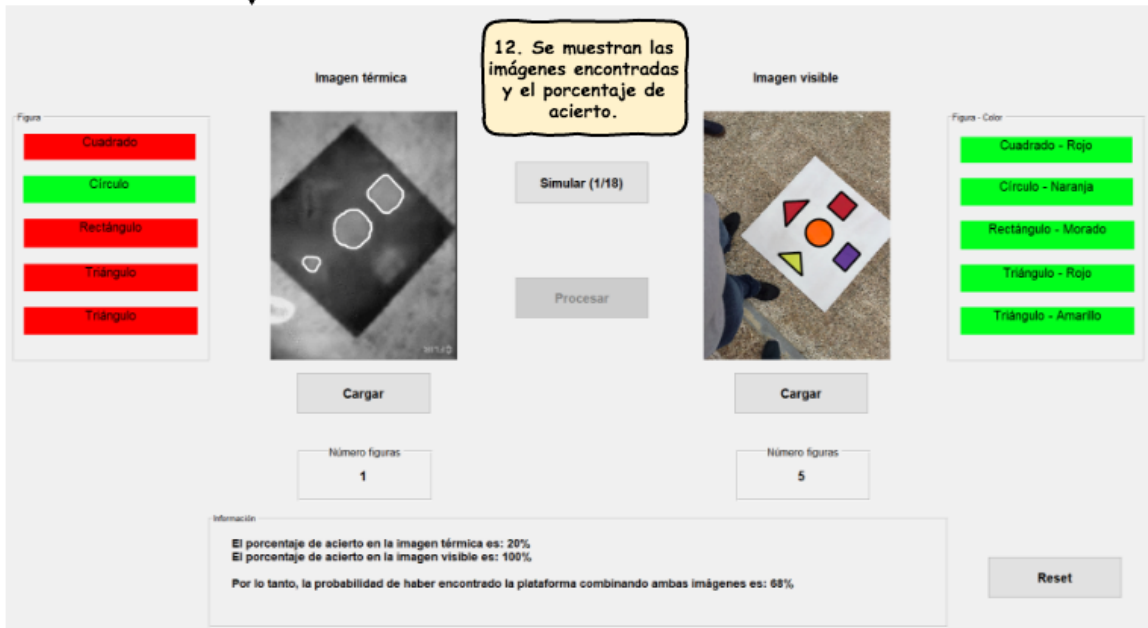 12. Se muestran las
imágenes encontradas
y el porcentaje de
acierto.
Imagen térmica
Imagen visible
Figura
Cuadrado
Círculo
Rectángulo
Triángulo
Triángulo
Simular (1/18)
Procesar
Figura - Color
Cuadrado - Rojo
Círculo - Naranja
Rectángulo - Morado
Triángulo - Rojo
Triángulo - Amarillo
Cargar
Cargar
Número figuras
1
Número figuras
5
Información
El porcentaje de acierto en la imagen térmica es: 20%
El porcentaje de acierto en la imagen visible es: 100%
Por lo tanto, la probabilidad de haber encontrado la plataforma combinando ambas imágenes es: 68%
Reset